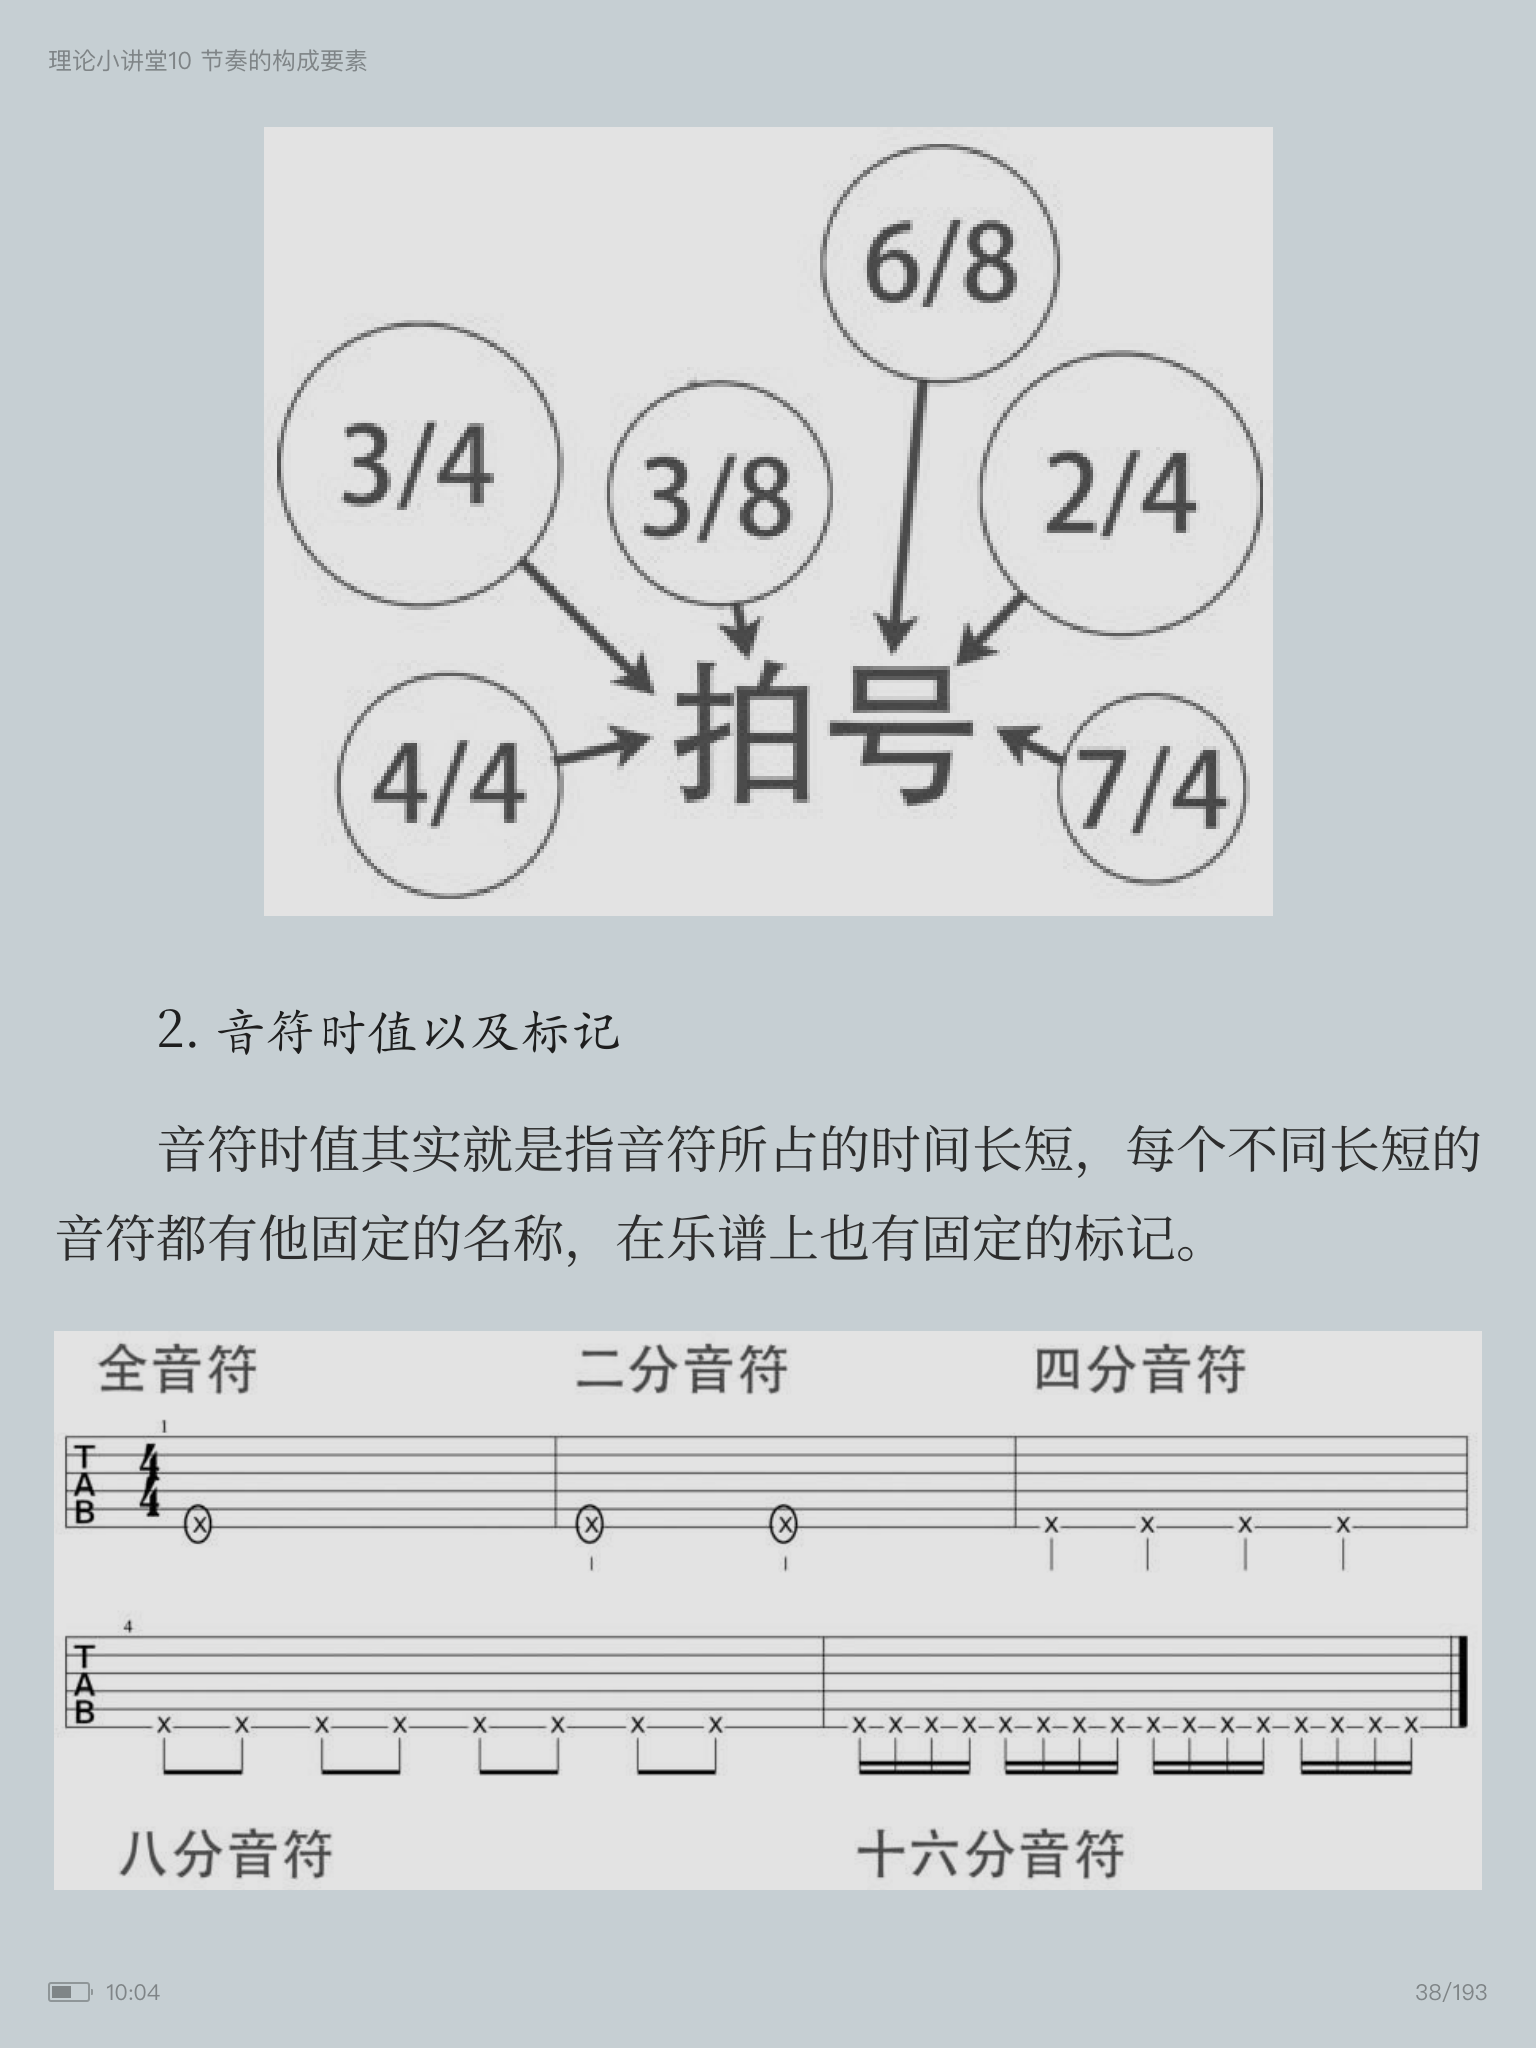 理论小讲堂10 节奏的构成要素
6/8
3/4
3/8
2/4
拍号
4/4
7/4
2. 音符时值以及标记
音符时值其实就是指音符所占的时间长短，每个不同长短的
音符都有他固定的名称，在乐谱上也有固定的标记。
全音符 二分音符 四分音符
1
T
A
B
4
4
x x x x x x x
4
T
A
B
x x x x x x x x x x x x x x x x x x x x x x x x
八分音符 十六分音符
10:04 38/193